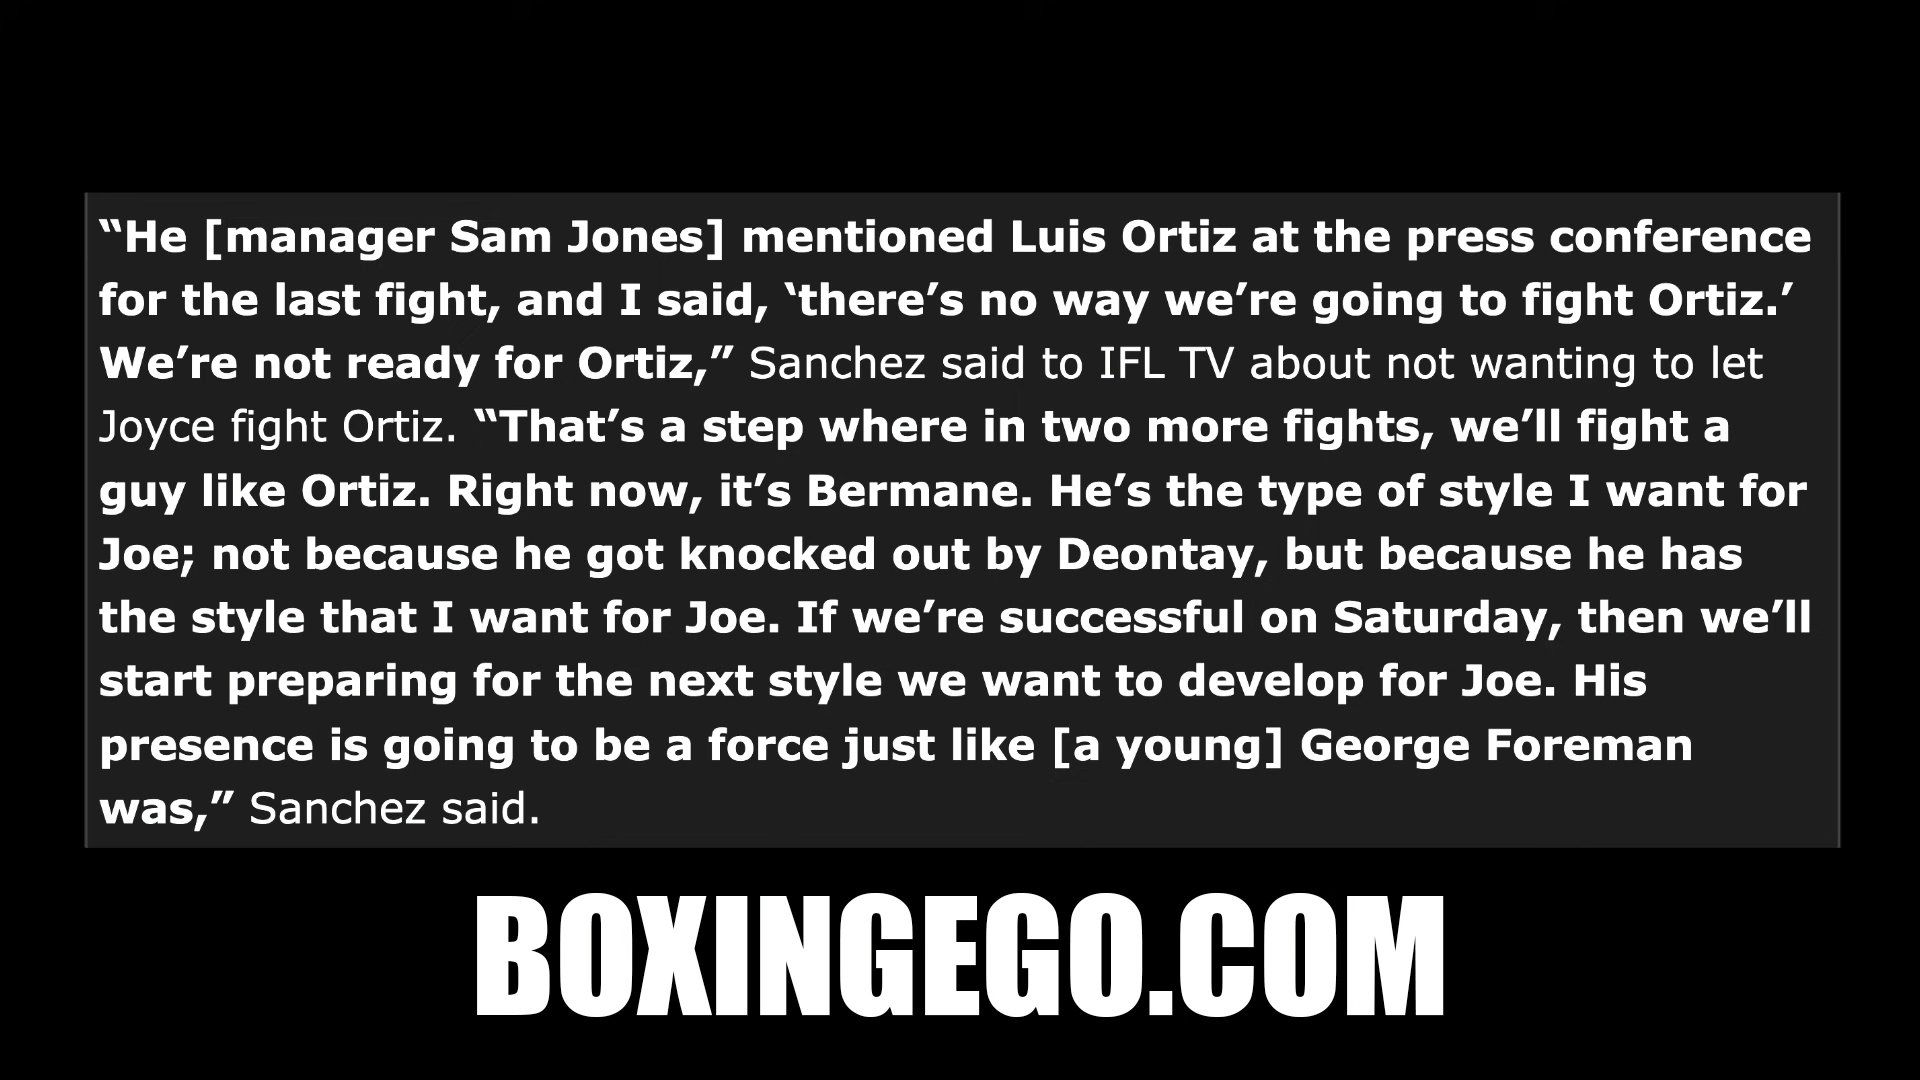 “He [manager Sam Jones] mentioned Luis Ortiz at the press conference
for the last fight, and I said, ‘there’s no way we’re going to fight Ortiz.’
We’re not ready for Ortiz,” Sanchez said to IFL TV about not wanting to let
Joyce fight Ortiz. “That’s a step where in two more fights, we’ll fight a
guy like Ortiz. Right now, it’s Bermane. He’s the type of style I want for
Joe; not because he got knocked out by Deontay, but because he has
the style that I want for Joe. If we’re successful on Saturday, then we’ll
start preparing for the next style we want to develop for Joe. His
presence is going to be a force just like [a young] George Foreman
was,” Sanchez said.
BOXINGEGO.COM